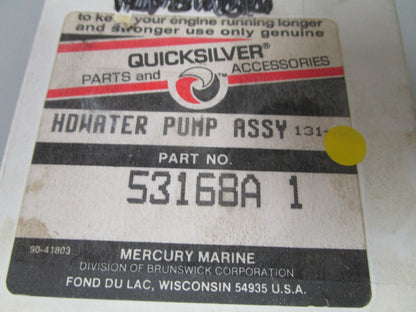 to keep your engine running longer
and stronger use only genuine
QUICKSILVER®
PARTS and ACCESSORIES
HDWATER PUMP ASSY 131-
PART NO.
53168A 1
90-41803
MERCURY MARINE
DIVISION OF BRUNSWICK CORPORATION
FOND DU LAC, WISCONSIN 54935 U.S.A.